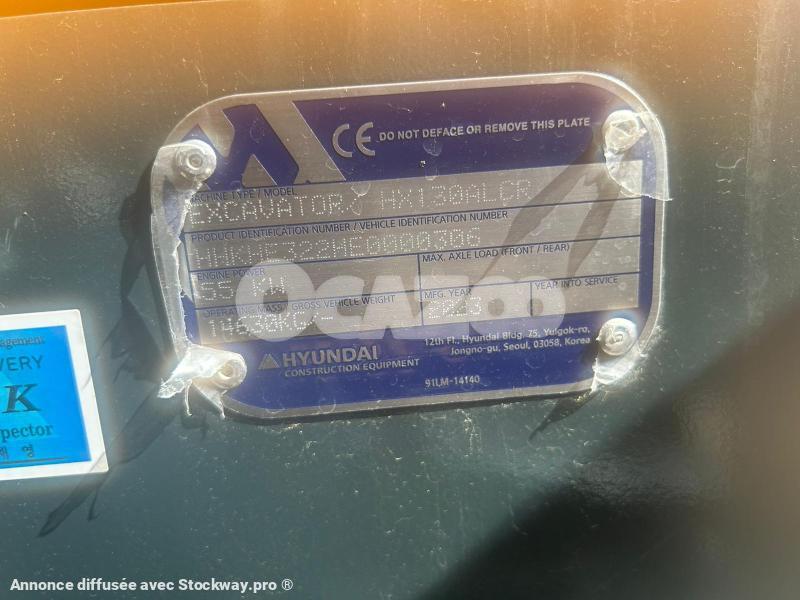 CE DO NOT DEFACE OR REMOVE THIS PLATE
MACHINE TYPE / MODEL
EXCAVATOR/ HX130ALCR
PRODUCT IDENTIFICATION NUMBER / VEHICLE IDENTIFICATION NUMBER
ENGINE POWER
MAX. AXLE LOAD (FRONT / REAR)
55 KW
OPERATING MASS / GROSS VEHICLE WEIGHT
MFG. YEAR
YEAR INTO SERVICE
14630KG/-
2023
OCAZOO
HYUNDAI
CONSTRUCTION EQUIPMENT
12th Fl., Hyundai Bldg. 75, Yulgok-ro,
Jongno-gu, Seoul, 03058, Korea
91LM-14140
K
Annonce diffusée avec Stockway.pro ®